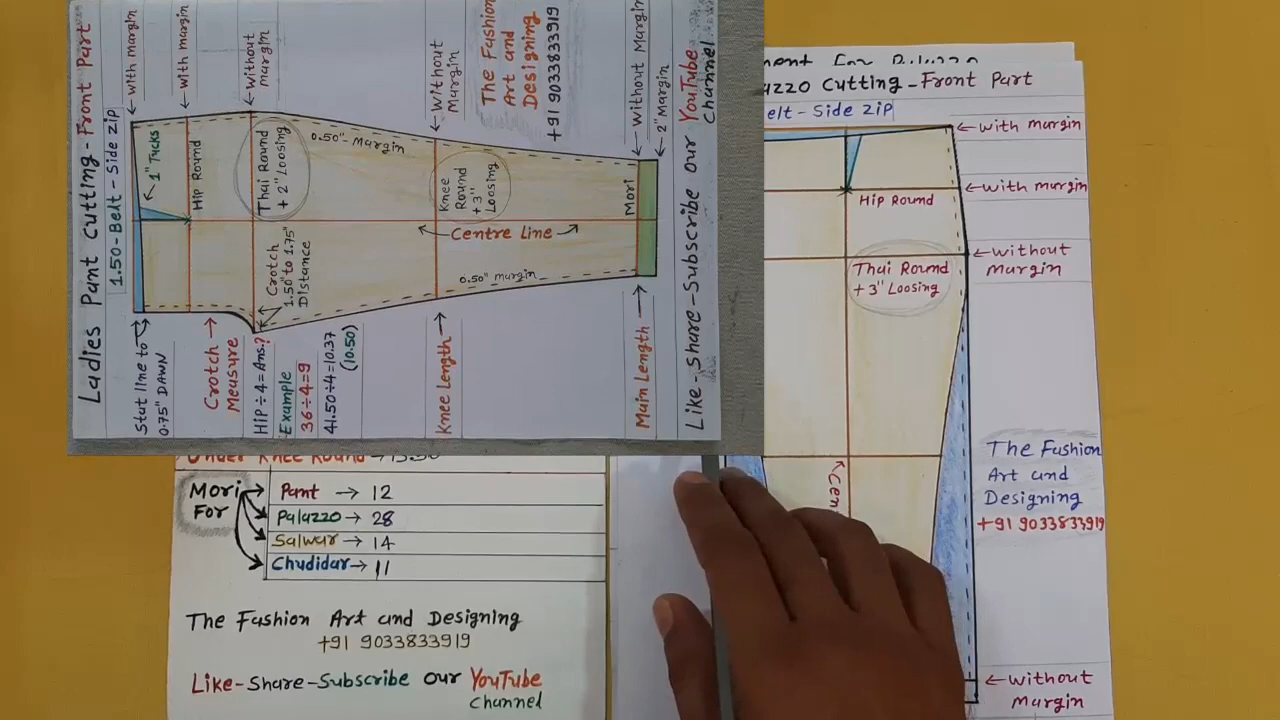 Ladies Pant Cutting-Front Part
1.50-Belt-Side Zip
with margin
with margin
without
margin
without
Margin
The Fashion
Art and
Designing
+91 9033833919
without Margin
2" Margin
1" Tucks
Hip Round
Thai Round
+ 2" Loosing
0.50" Margin
Knee
Round
+ 3"
Loosing
Mori
Centre line
Crotch
1.50" to 1.75"
Distance
0.50" margin
Stat line to
0.75" DAWN
Crotch
Measure
HiP÷4=Ans.?
Example
36÷4=9
41.50÷4=10.37
(10.50)
Knee Length
Main Length
Like-Share-Subscribe our YouTube
channel
Under Knee Round
Mori
For
Pant → 12
Palazzo → 28
Salwar → 14
Chudidar → 11
The Fashion Art and Designing
+91 9033833919
Like-Share-Subscribe our YouTube
channel
Cutting-Front Part
Side zip
with margin
Hip Round
with margin
Thai Round
+ 3" Loosing
without
margin
Cen
The Fashion
Art and
Designing
+91 9033833919
without
Margin